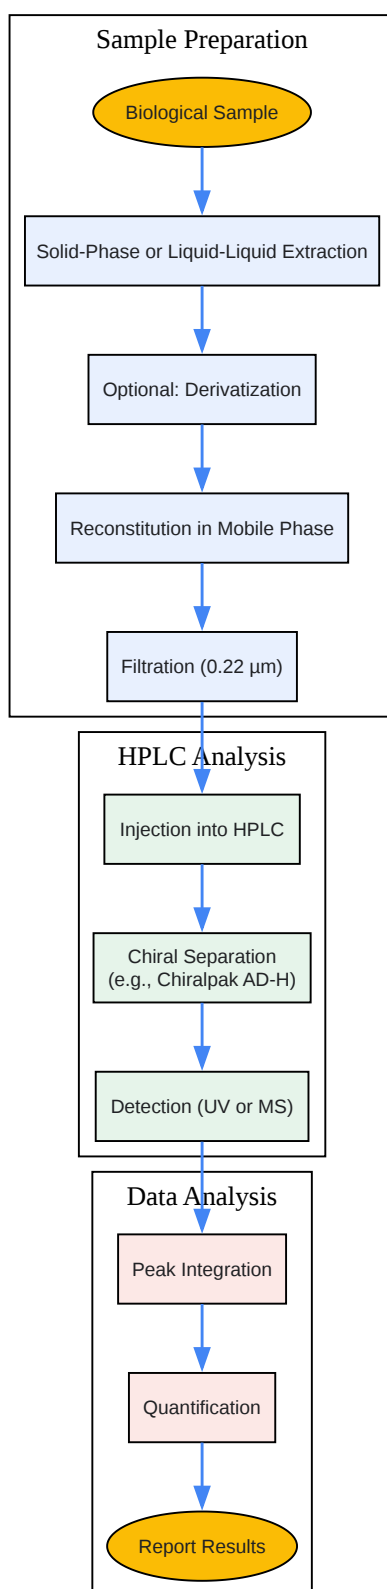 Sample Preparation
Biological Sample
Solid-Phase or Liquid-Liquid Extraction
Optional: Derivatization
Reconstitution in Mobile Phase
Filtration (0.22 µm)
HPLC Analysis
Injection into HPLC
Chiral Separation
(e.g., Chiralpak AD-H)
Detection (UV or MS)
Data Analysis
Peak Integration
Quantification
Report Results